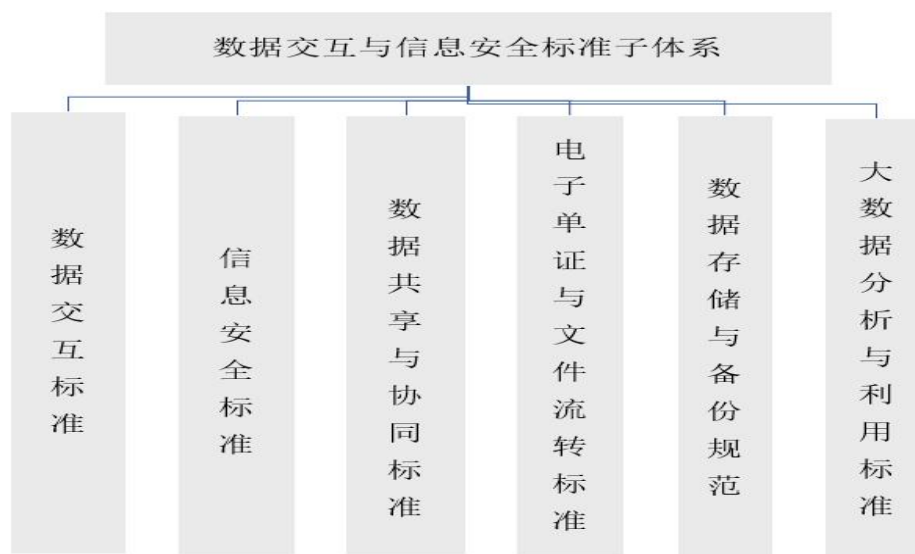 数据交互与信息安全标准子体系
数据交互标准
信息安全标准
数据共享与协同标准
电子单证与文件流转标准
数据存储与备份规范
大数据分析与利用标准